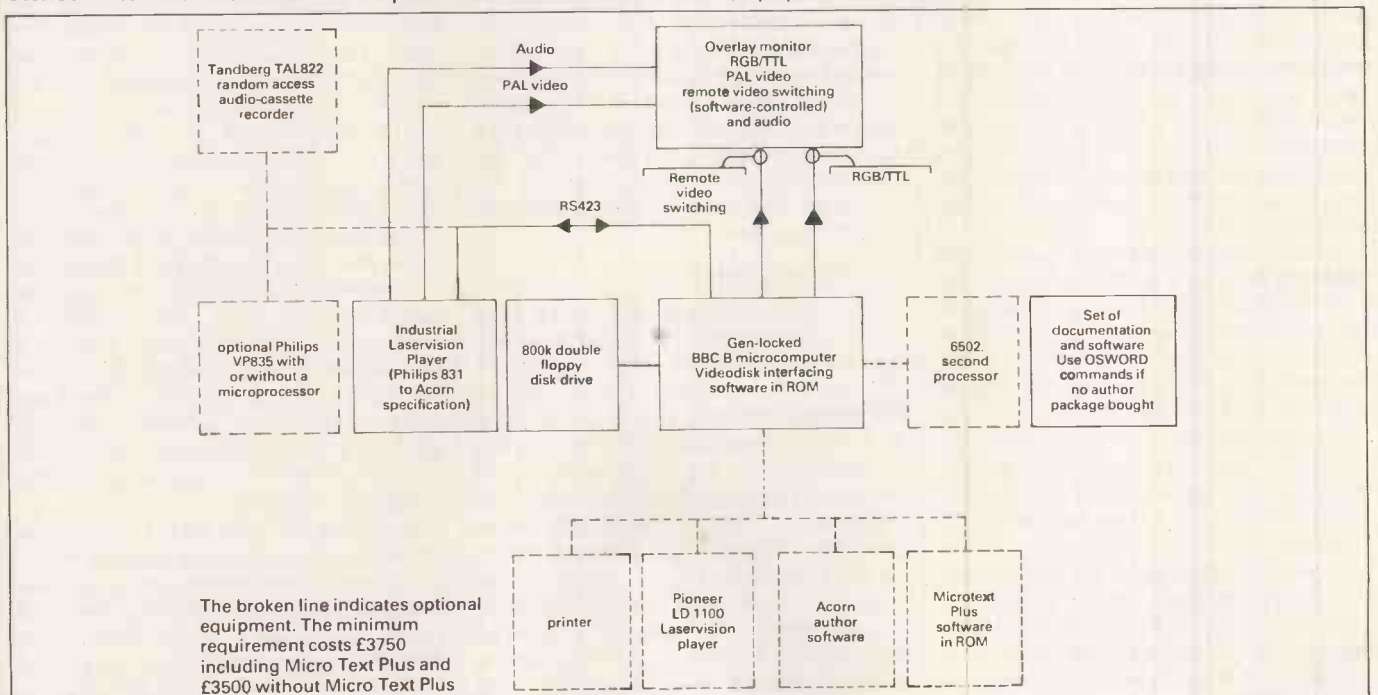 Tandberg TAL822
random access
audio-cassette
recorder
Audio
PAL video
Overlay monitor
RGB/TTL
PAL video
remote video switching
(software-controlled)
and audio
Remote
video
switching
RGB/TTL
RS423
optional Philips
VP835 with
or without a
microprocessor
Industrial
Laservision
Player
(Philips 831
to Acorn
specification)
800k double
floppy
disk drive
Gen-locked
BBC B microcomputer
Videodisk interfacing
software in ROM
6502
second
processor
Set of
documentation
and software
Use OSWORD
commands if
no author
package bought
printer
Pioneer
LD 1100
Laservision
player
Acorn
author
software
Microtext
Plus
software
in ROM
The broken line indicates optional
equipment. The minimum
requirement costs £3750
including Micro Text Plus and
£3500 without Micro Text Plus